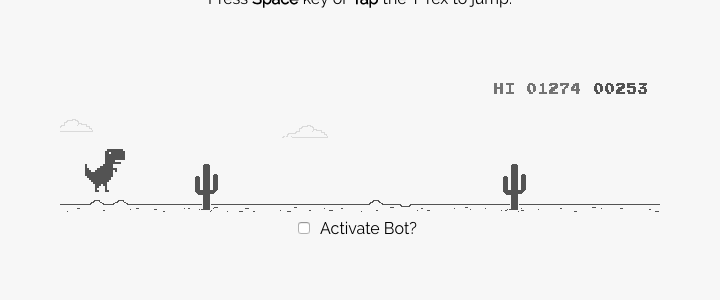 Press Space key or Tap the T-rex to jump.
HI 01274 00253
Activate Bot?